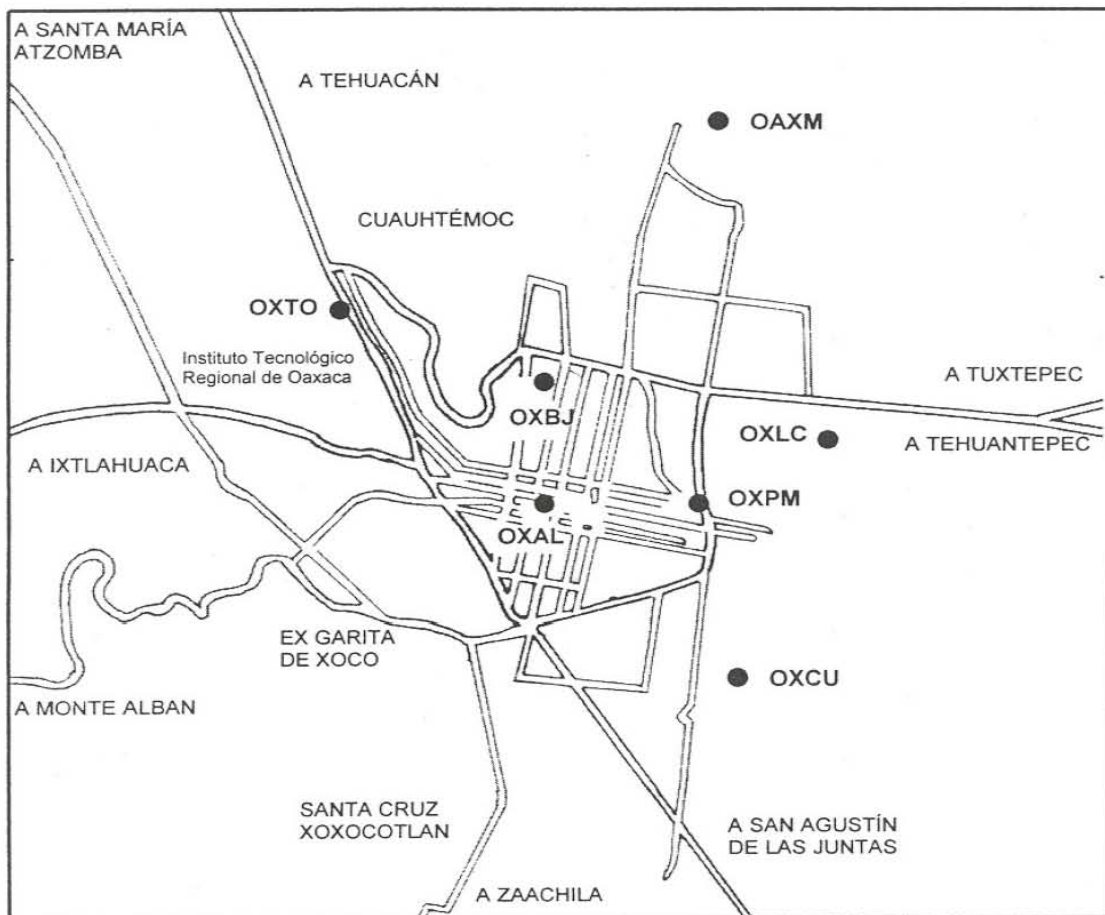 A SANTA MARÍA
ATZOMBA
A TEHUACÁN
OAXM
CUAUHTÉMOC
OXTO
Instituto Tecnológico
Regional de Oaxaca
A TUXTEPEC
OXBJ
OXLC
A TEHUANTEPEC
A IXTLAHUACA
OXPM
OXAL
EX GARITA
DE XOCO
OXCU
A MONTE ALBAN
SANTA CRUZ
XOXOCOTLAN
A SAN AGUSTÍN
DE LAS JUNTAS
A ZAACHILA